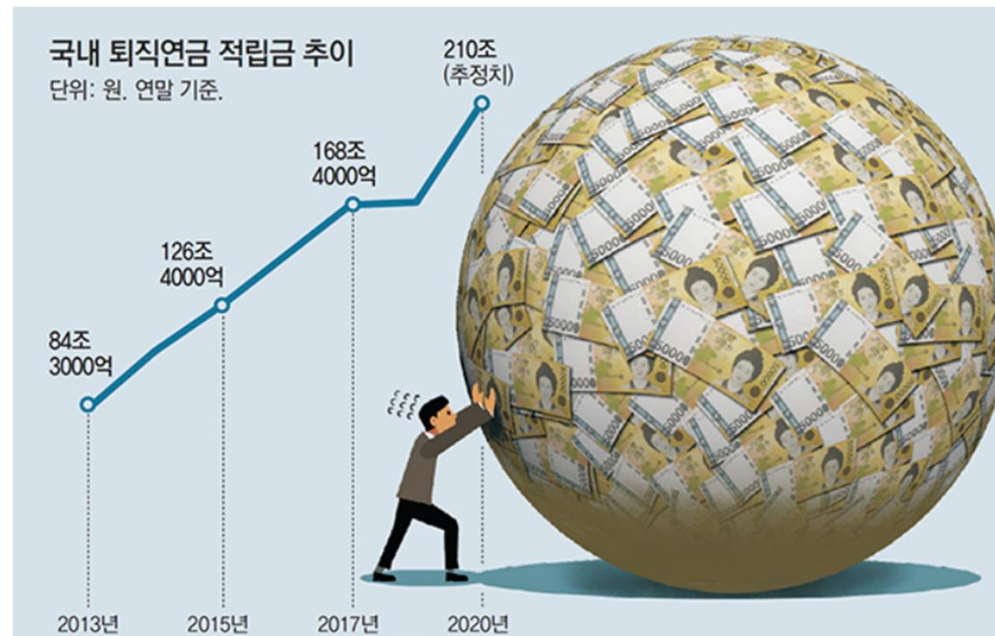 국내 퇴직연금 적립금 추이
단위: 원. 연말 기준.
210조
(추정치)
168조
4000억
126조
4000억
84조
3000억
2013년
2015년
2017년
2020년
50000